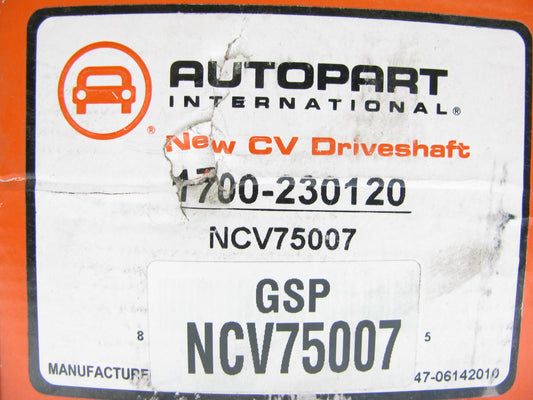 AUTOPART
INTERNATIONAL®
®
New CV Driveshaft
1700-230120
NCV75007
GSP
NCV75007
8 5
MANUFACTURE 47-06142010